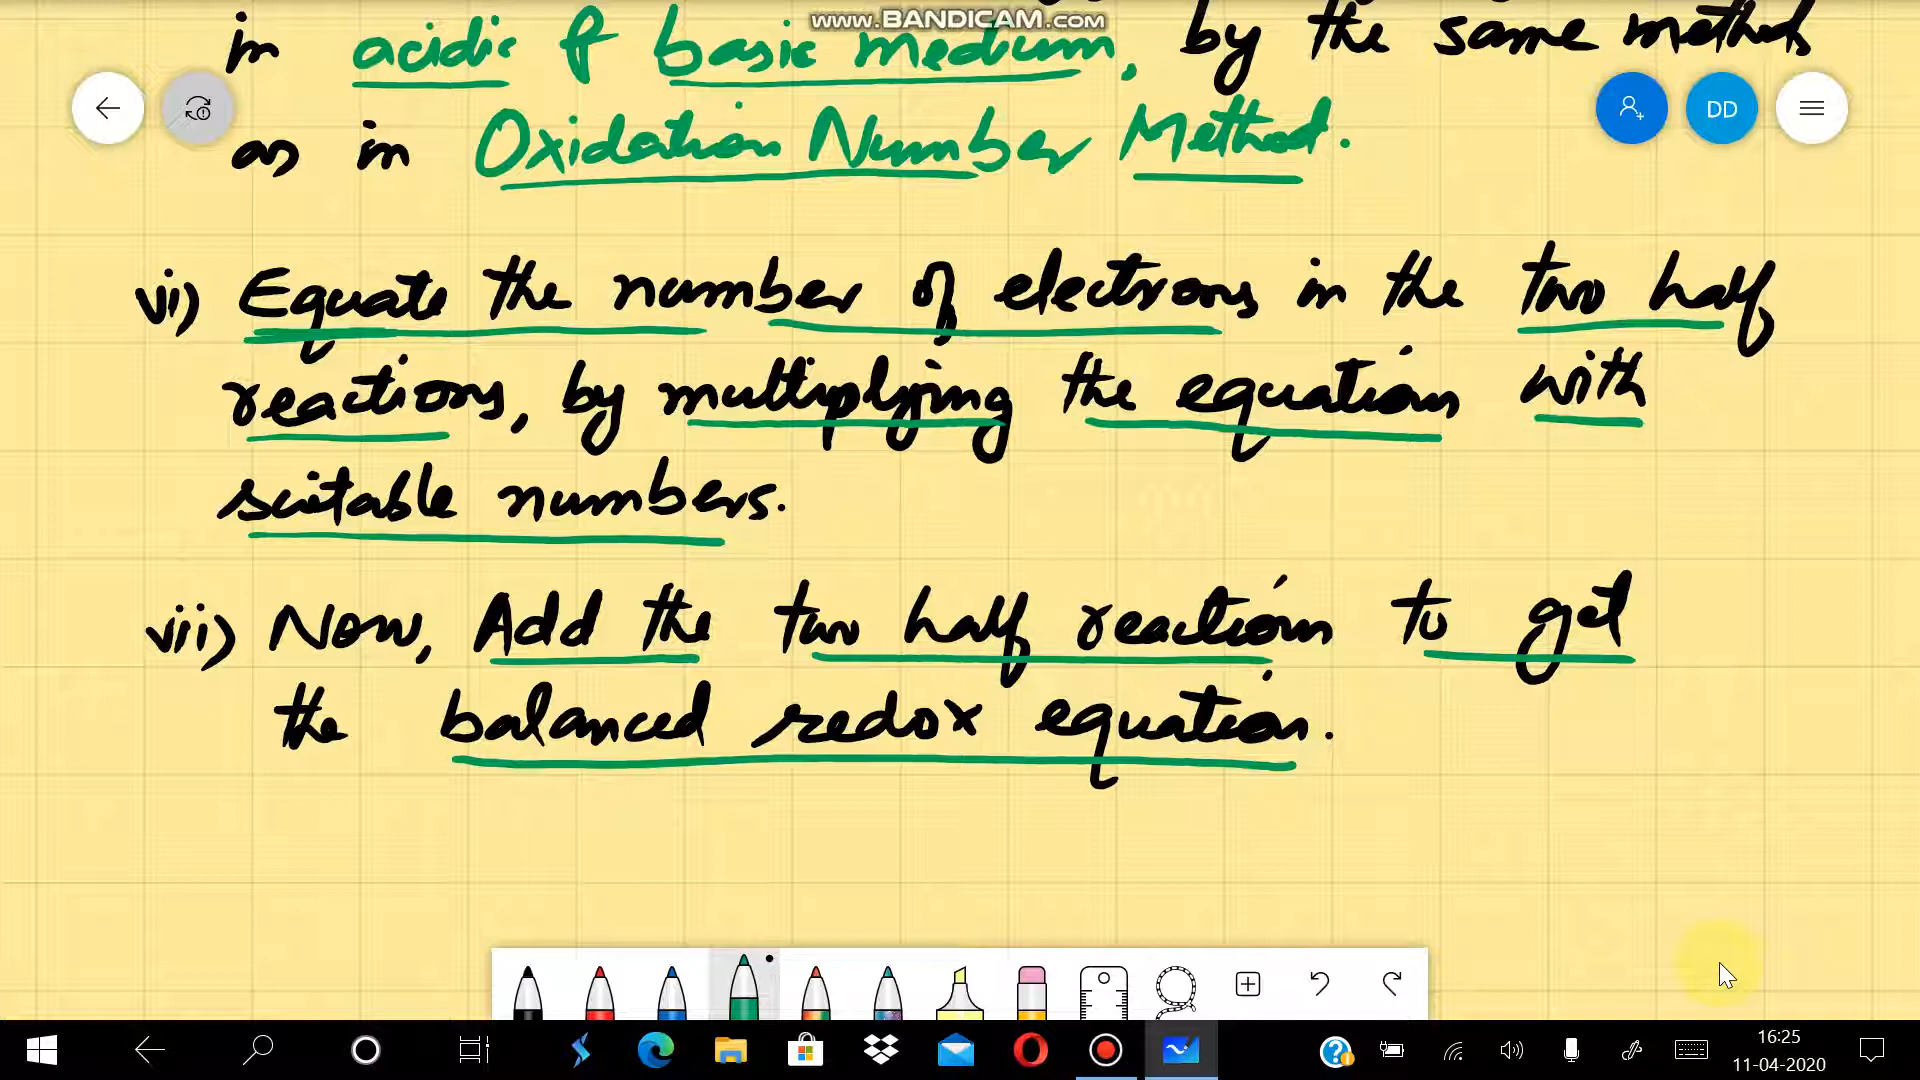 www.BANDICAM.com
in acidic & basic medium, by the same method
as in Oxidation Number Method.
DD
vi) Equate the number of electrons in the two half
reactions, by multiplying the equations with
suitable numbers.
vii) Now, Add the two half reactions to get
the balanced redox equation.
16:25
11-04-2020